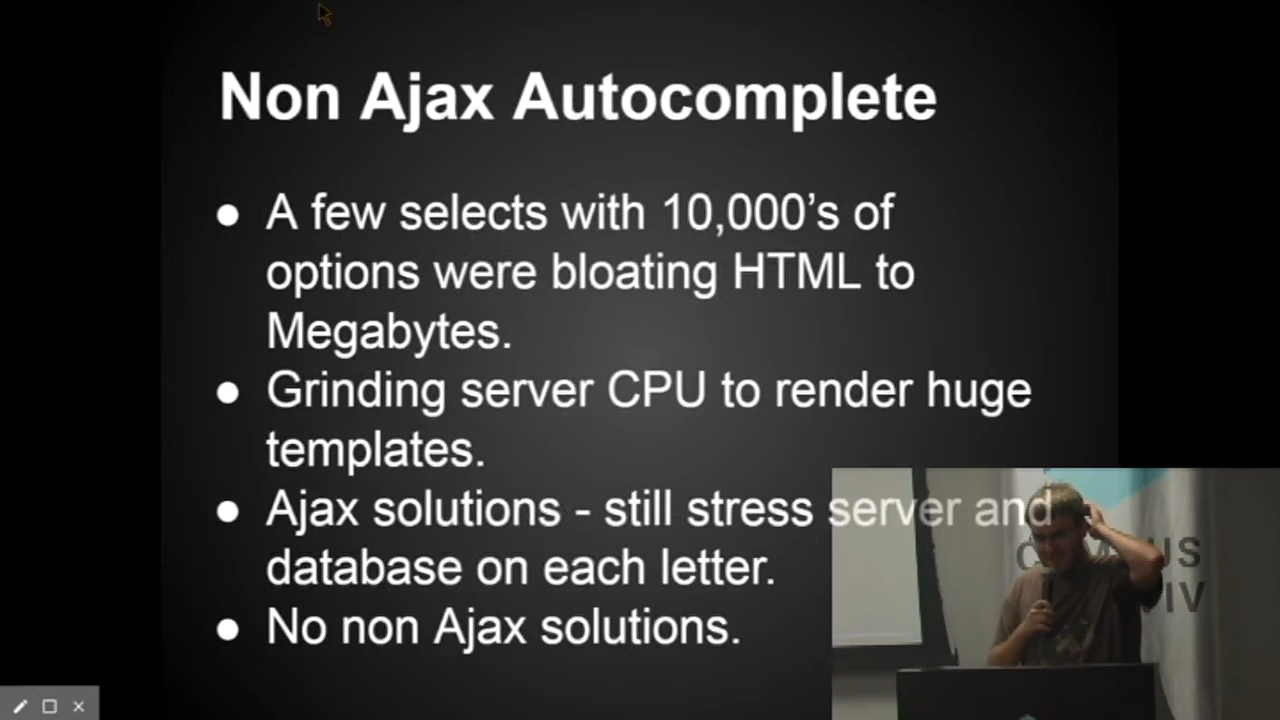 Non Ajax Autocomplete
● A few selects with 10,000’s of
options were bloating HTML to
Megabytes.
● Grinding server CPU to render huge
templates.
● Ajax solutions - still stress server and
database on each letter.
● No non Ajax solutions.